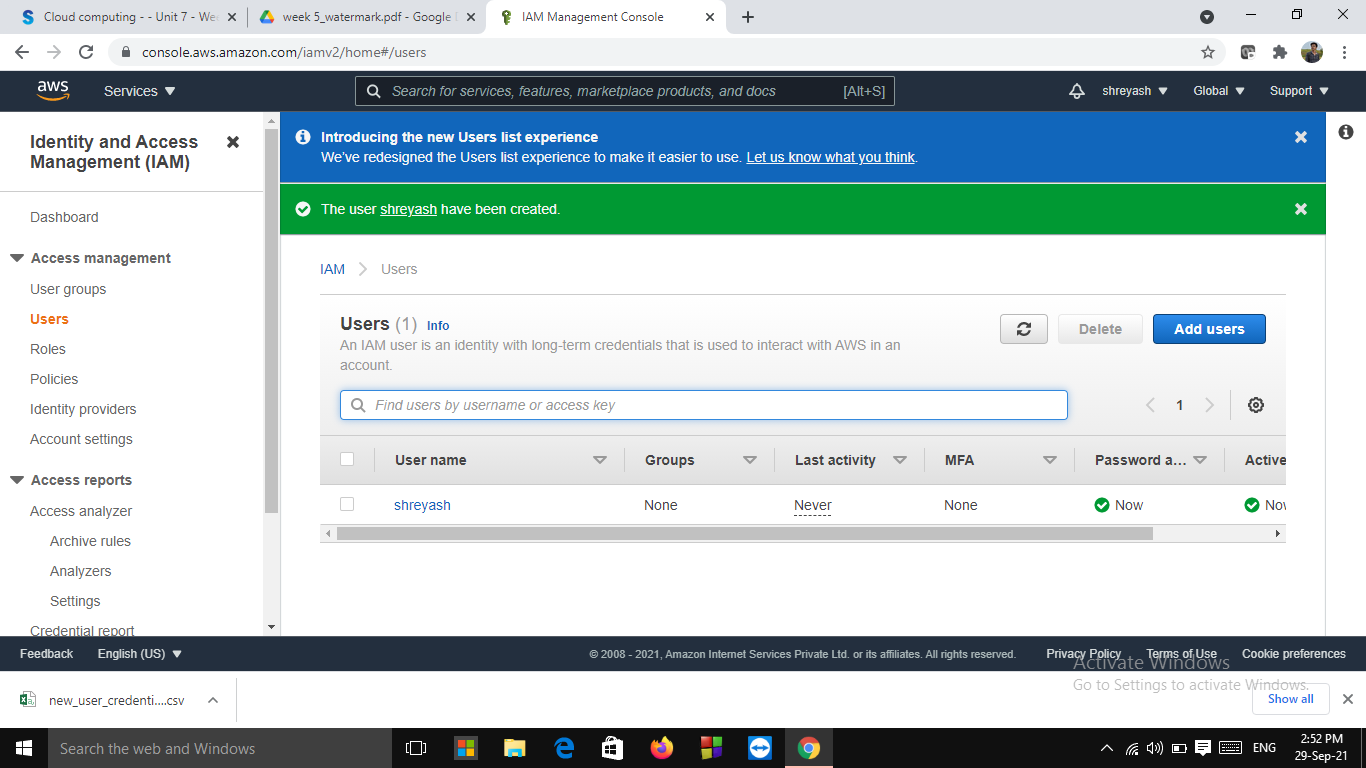 Cloud computing - - Unit 7 - We
week 5_watermark.pdf - Google
IAM Management Console
console.aws.amazon.com/iamv2/home#/users
aws
Services
Search for services, features, marketplace products, and docs
[Alt+S]
shreyash
Global
Support
Identity and Access
Management (IAM)
Dashboard
Access management
User groups
Users
Roles
Policies
Identity providers
Account settings
Access reports
Access analyzer
Archive rules
Analyzers
Settings
Credential report
Introducing the new Users list experience
We've redesigned the Users list experience to make it easier to use. Let us know what you think.
The user shreyash have been created.
IAM > Users
Users (1) Info
An IAM user is an identity with long-term credentials that is used to interact with AWS in an
account.
Delete
Add users
Find users by username or access key
1
User name
Groups
Last activity
MFA
Password a...
Active
shreyash
None
Never
None
Now
Now
Feedback
English (US)
© 2008 - 2021, Amazon Internet Services Private Ltd. or its affiliates. All rights reserved.
Privacy Policy
Terms of Use
Cookie preferences
Activate Windows
Go to Settings to activate Windows.
new_user_credenti....csv
Show all
Search the web and Windows
ENG
2:52 PM
29-Sep-21